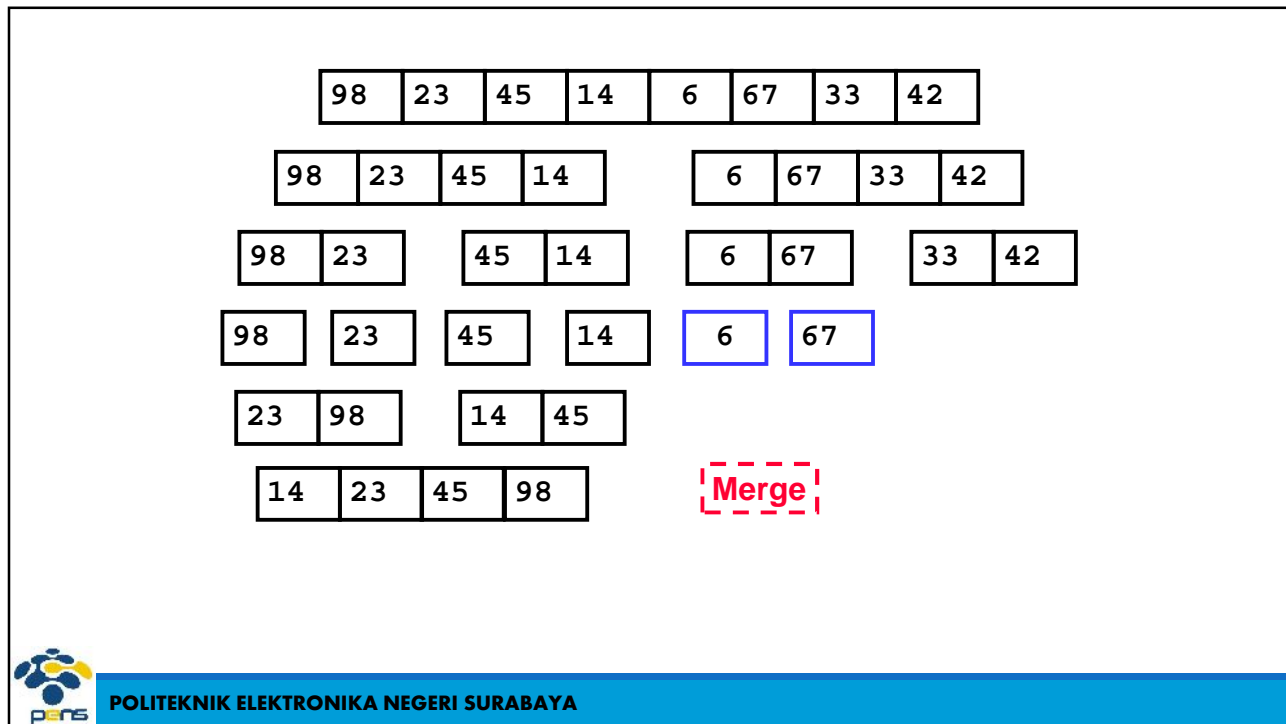 98 23 45 14 6 67 33 42
98 23 45 14 6 67 33 42
98 23 45 14 6 67 33 42
98 23 45 14 6 67
23 98 14 45
14 23 45 98 Merge
pens
POLITEKNIK ELEKTRONIKA NEGERI SURABAYA